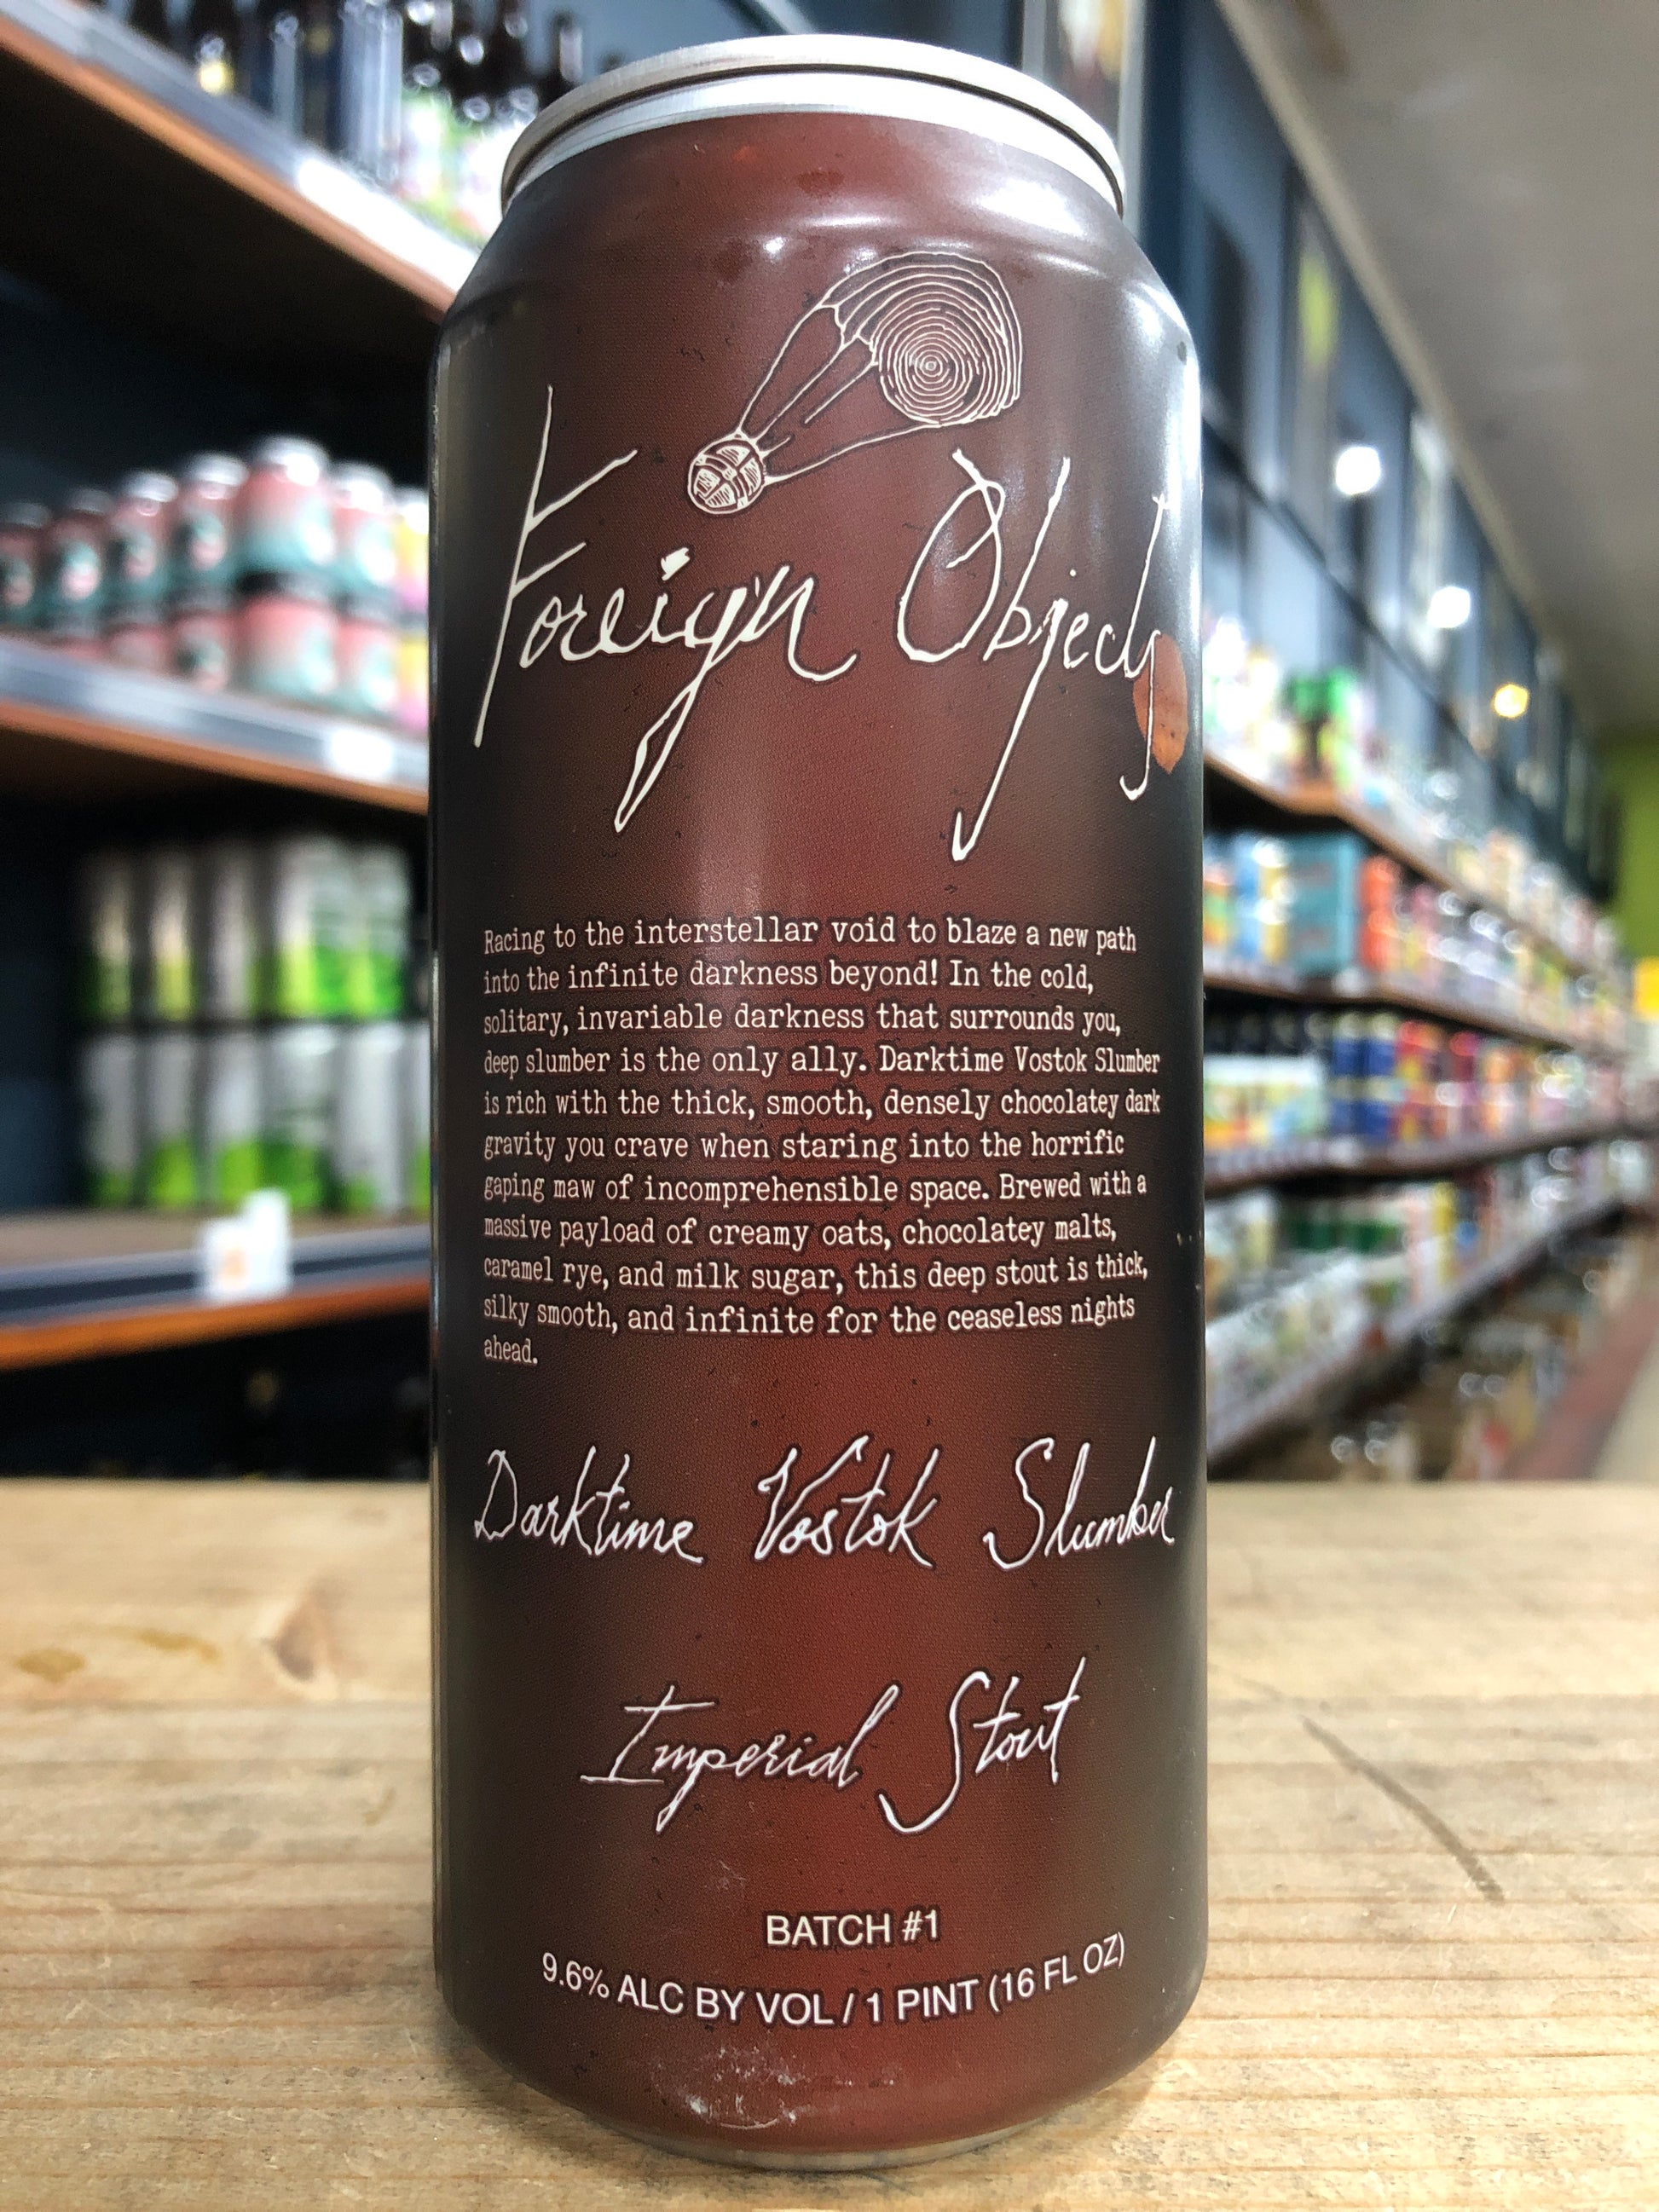 Foreign Objects
Racing to the interstellar void to blaze a new path
into the infinite darkness beyond! In the cold,
solitary, invariable darkness that surrounds you,
deep slumber is the only ally. Darktime Vostok Slumber
is rich with the thick, smooth, densely chocolatey dark
gravity you crave when staring into the horrific
gaping maw of incomprehensible space. Brewed with a
massive payload of creamy oats, chocolatey malts,
caramel rye, and milk sugar, this deep stout is thick,
silky smooth, and infinite for the ceaseless nights
ahead.
Darktime Vostok Slumber
Imperial Stout
BATCH #1
9.6% ALC BY VOL / 1 PINT (16 FL OZ)